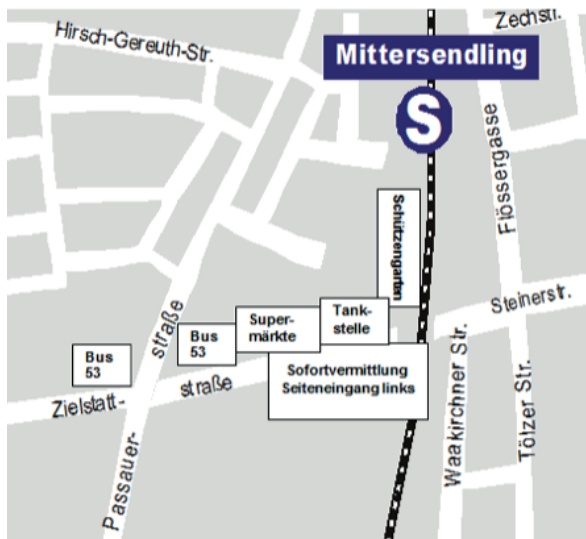 Zechstr.
Hirsch-Gereuth-Str.
Mittersendling
S
Flössergasse
Schützengarten
Steinerstr.
Tank-
stelle
Super-
märkte
Bus
53
straße
Bus
53
Sofortvermittlung
Seiteneingang links
straße
Zielstatt-
Passauer-
Waakirchner Str.
Tölzer Str.